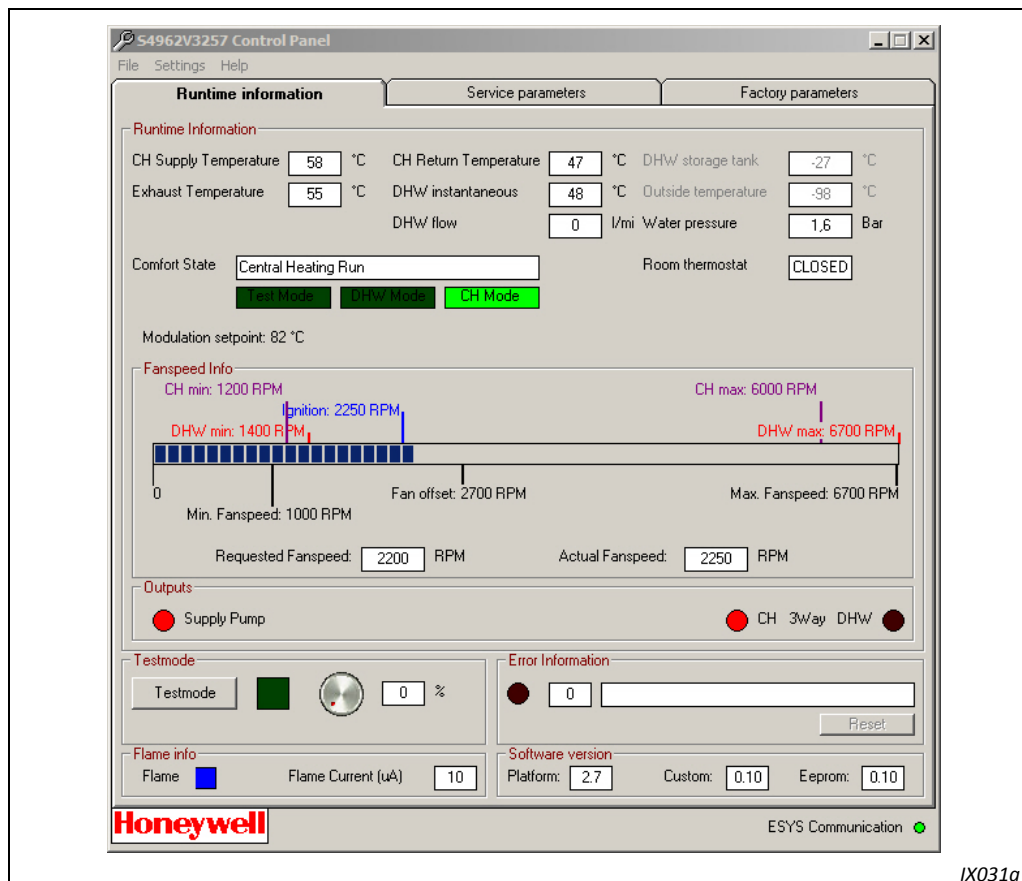 S4962V3257 Control Panel
File Settings Help
Runtime information Service parameters Factory parameters
Runtime Information
CH Supply Temperature 58 °C CH Return Temperature 47 °C DHW storage tank -27 °C
Exhaust Temperature 55 °C DHW instantaneous 48 °C Outside temperature -98 °C
DHW flow 0 l/mi Water pressure 1,6 Bar
Comfort State Central Heating Run Room thermostat CLOSED
Test Mode DHW Mode CH Mode
Modulation setpoint: 82 °C
Fanspeed Info
CH min: 1200 RPM CH max: 6000 RPM
Ignition: 2250 RPM
DHW min: 1400 RPM DHW max: 6700 RPM
0 Fan offset: 2700 RPM Max. Fanspeed: 6700 RPM
Min. Fanspeed: 1000 RPM
Requested Fanspeed: 2200 RPM Actual Fanspeed: 2250 RPM
Outputs
Supply Pump CH 3Way DHW
Testmode Error Information
Testmode 0 % 0
Reset
Flame info Software version
Flame Flame Current (uA) 10 Platform: 2.7 Custom: 0.10 Eeprom: 0.10
Honeywell ESYS Communication
IX031a